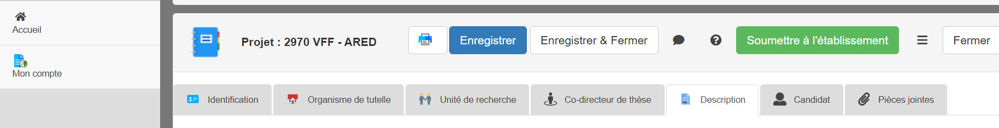 Accueil
Mon compte
Projet : 2970 VFF - ARED
Enregistrer
Enregistrer & Fermer
Soumettre à l'établissement
Fermer
Identification
Organisme de tutelle
Unité de recherche
Co-directeur de thèse
Description
Candidat
Pièces jointes